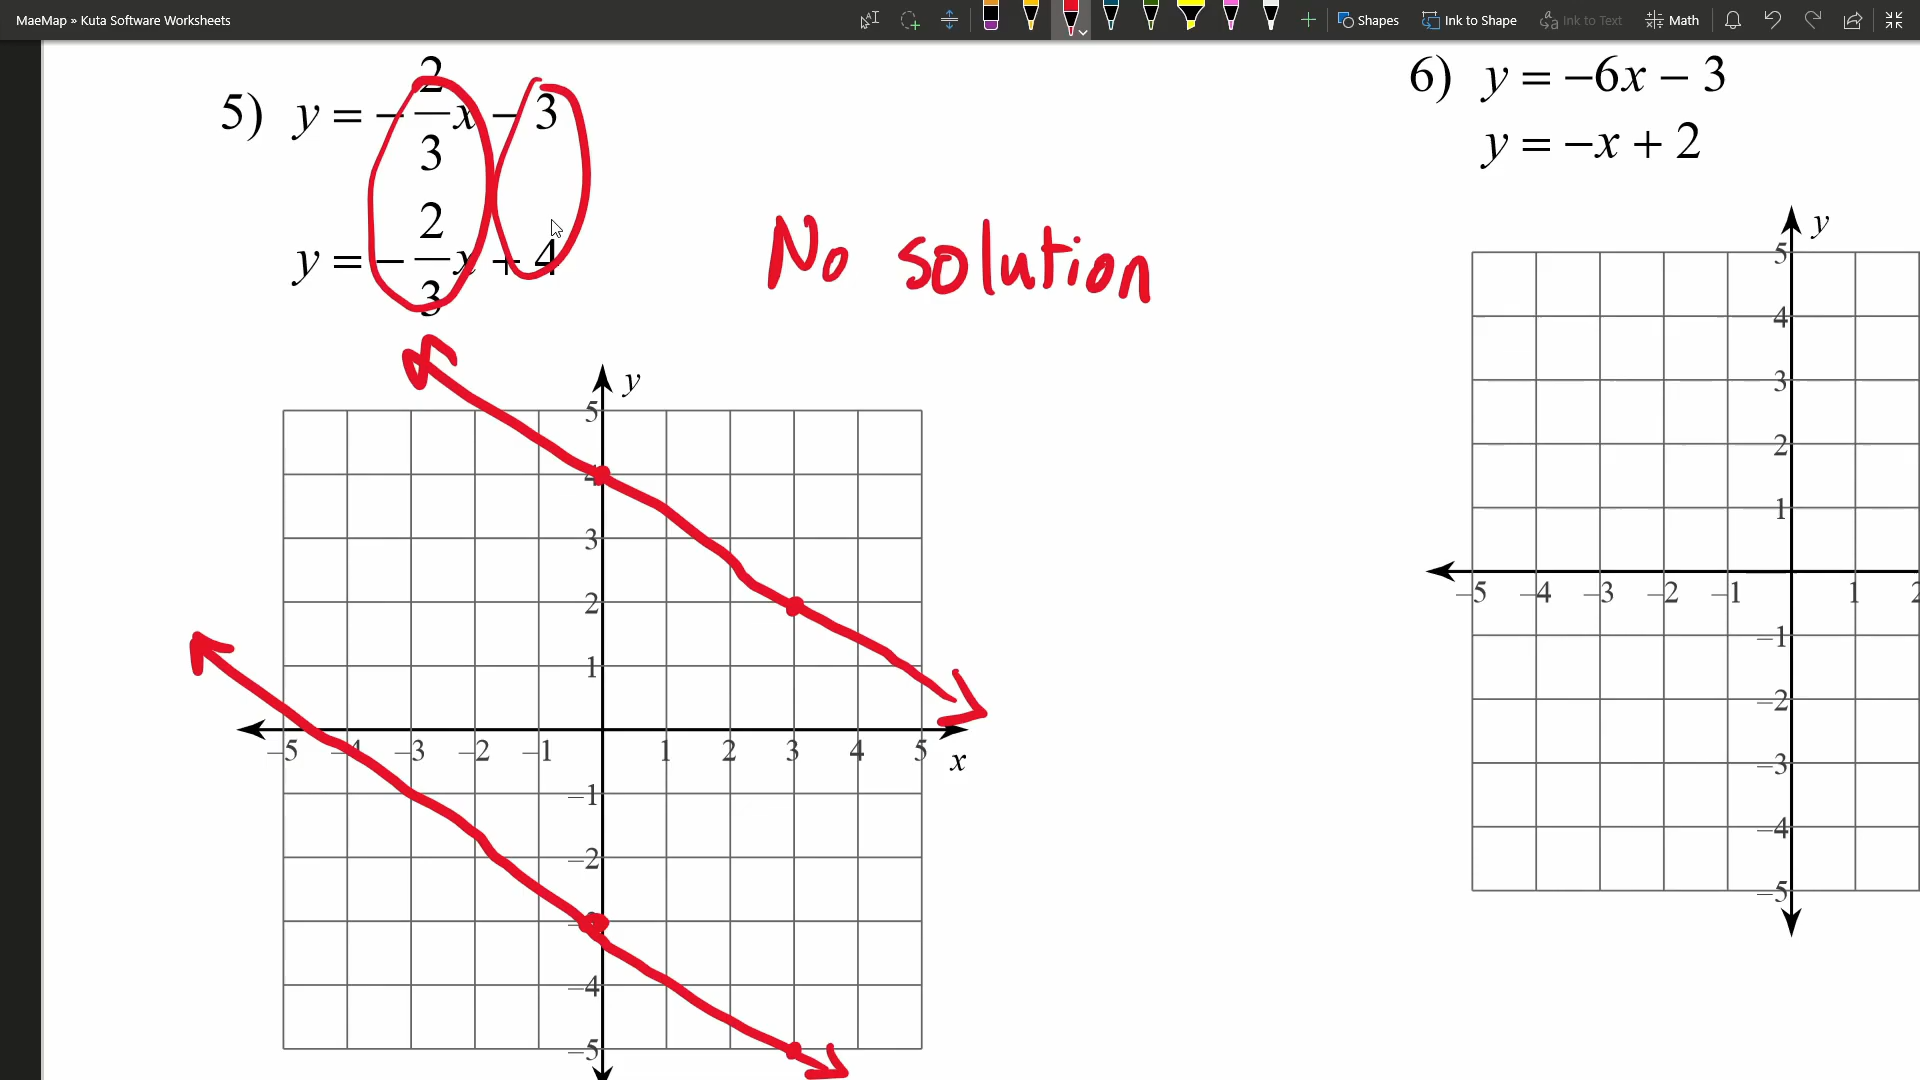 MaeMap » Kuta Software Worksheets
Shapes
Ink to Shape
Ink to Text
Math
5) y = −2/3x − 3
y = −2/3x + 4
No solution
6) y = −6x − 3
y = −x + 2
y
5
4
3
2
1
−5 −4 −3 −2 −1 1 2 3 4 5
x
−1
−2
−4
−5
y
5
4
3
2
1
−5 −4 −3 −2 −1 1 2
−1
−2
−3
−4
−5